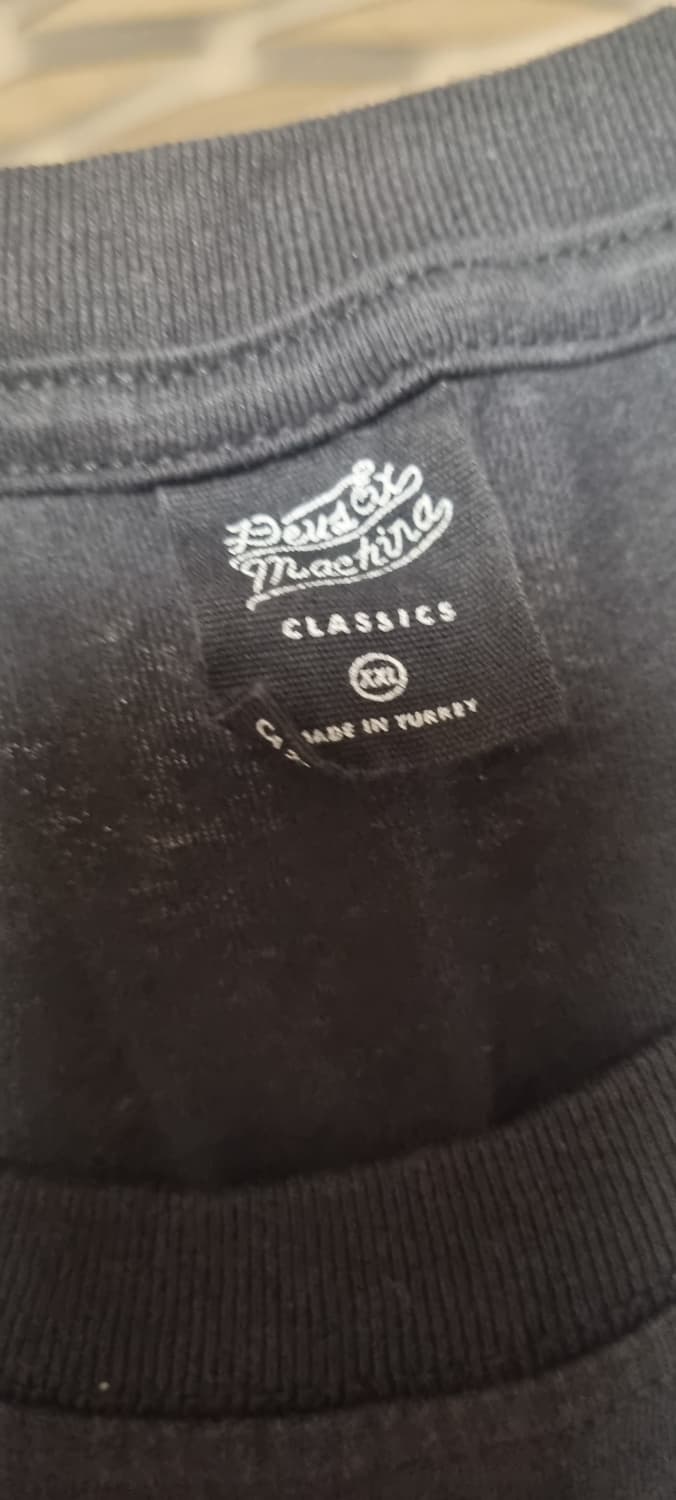 Deus Ex
Machina
CLASSICS
XXL
MADE IN TURKEY